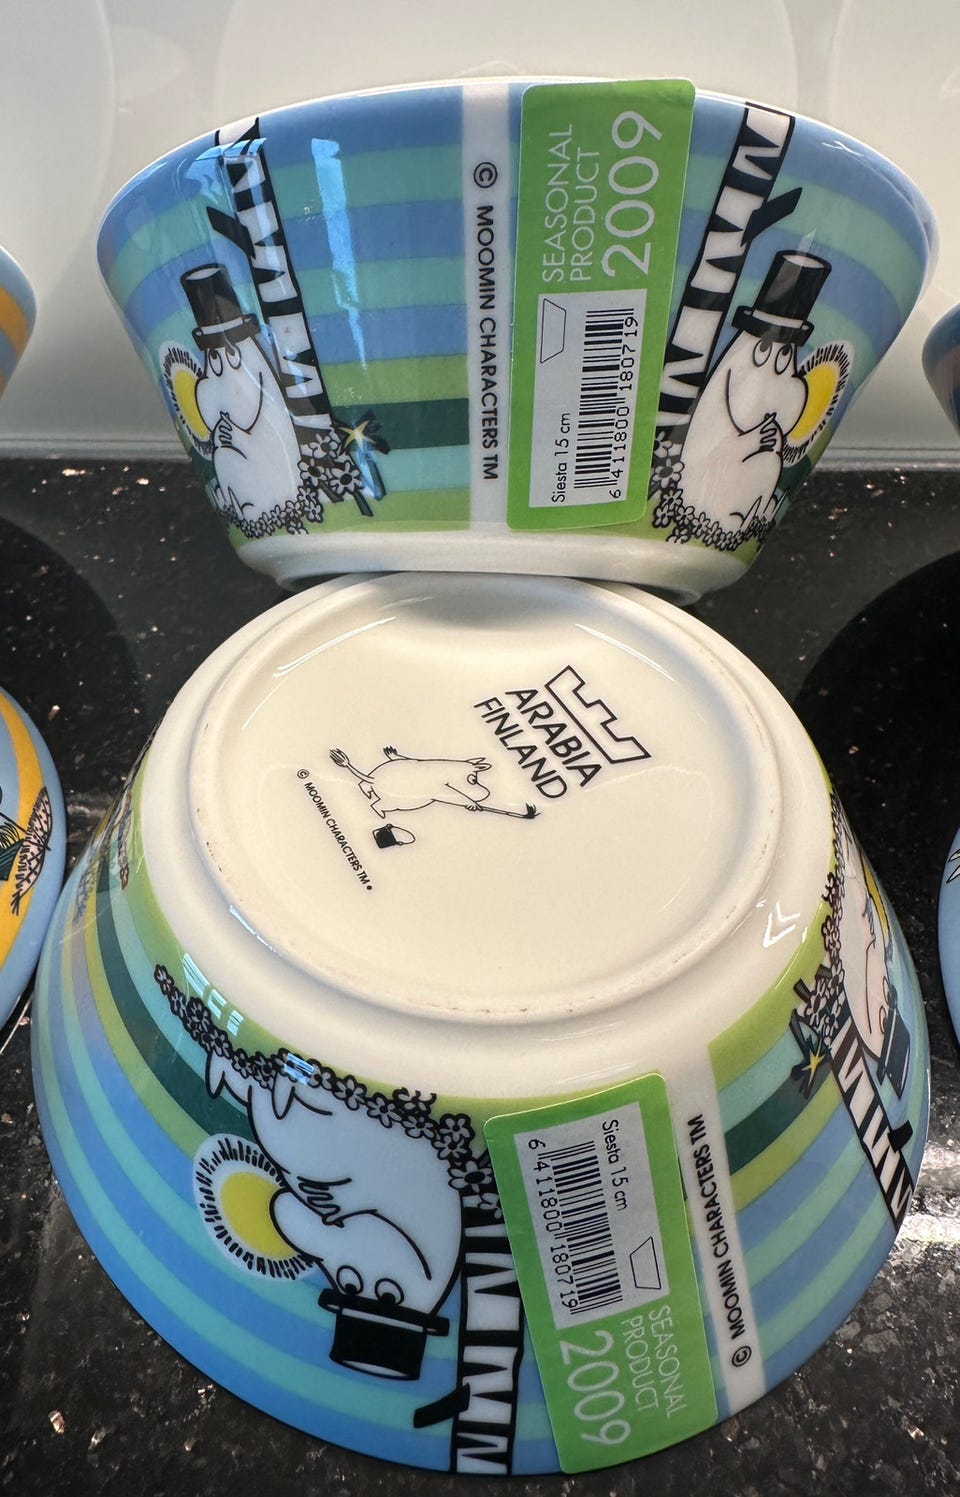 © MOOMIN CHARACTERS TM
SEASONAL
PRODUCT
2009
Siesta 15 cm
6 411800 180719
ARABIA
FINLAND
© MOOMIN CHARACTERS TM
Siesta 15 cm
6 411800 180719
SEASONAL
PRODUCT
2009
© MOOMIN CHARACTERS TM